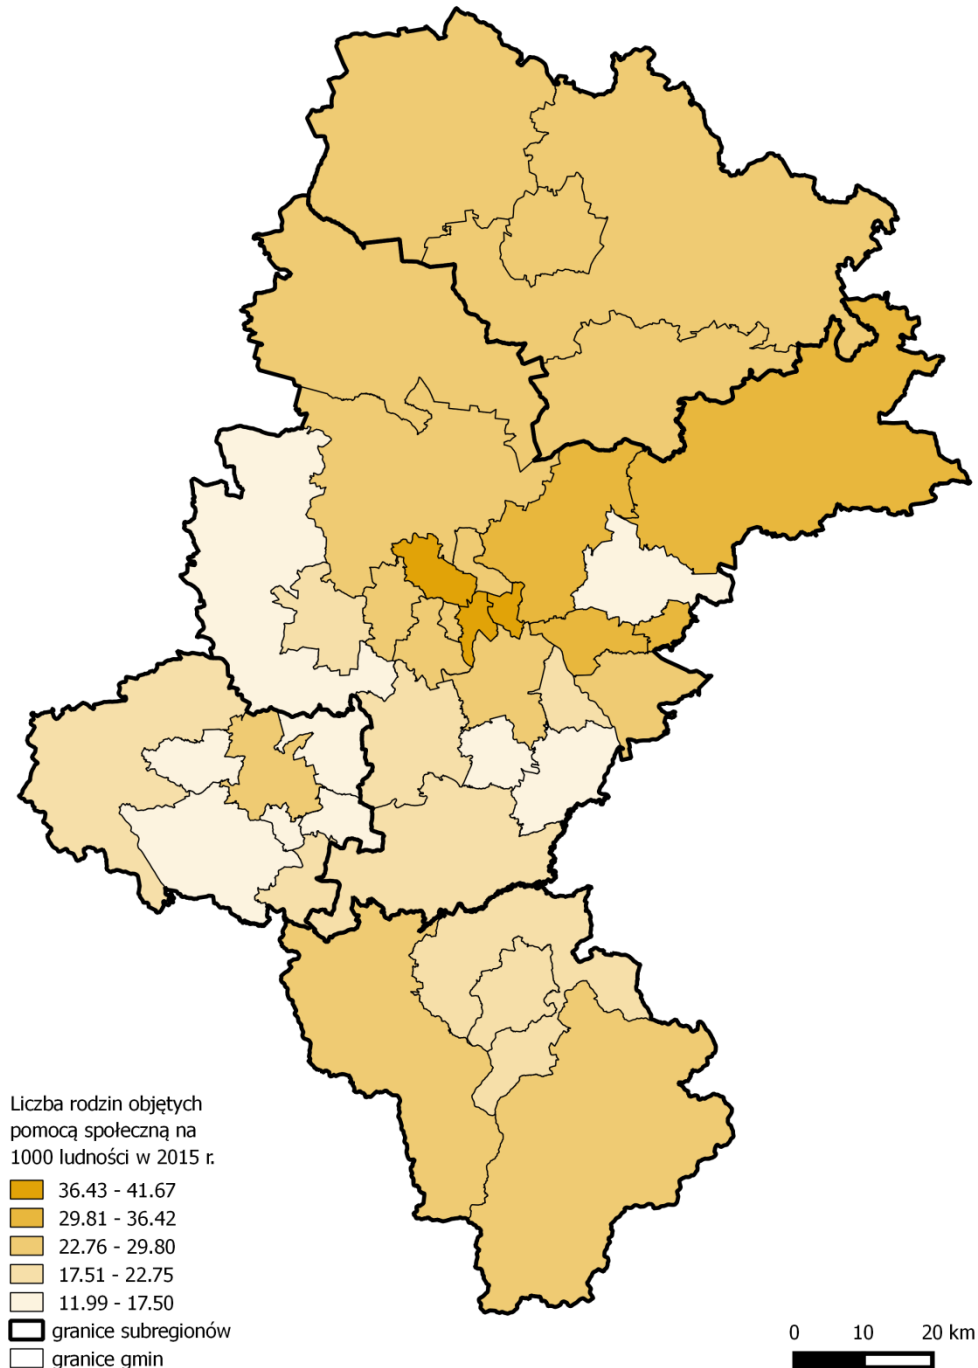 Liczba rodzin objętych
pomocą społeczną na
1000 ludności w 2015 r.
36.43 - 41.67
29.81 - 36.42
22.76 - 29.80
17.51 - 22.75
11.99 - 17.50
granice subregionów
granice gmin
0 10 20 km